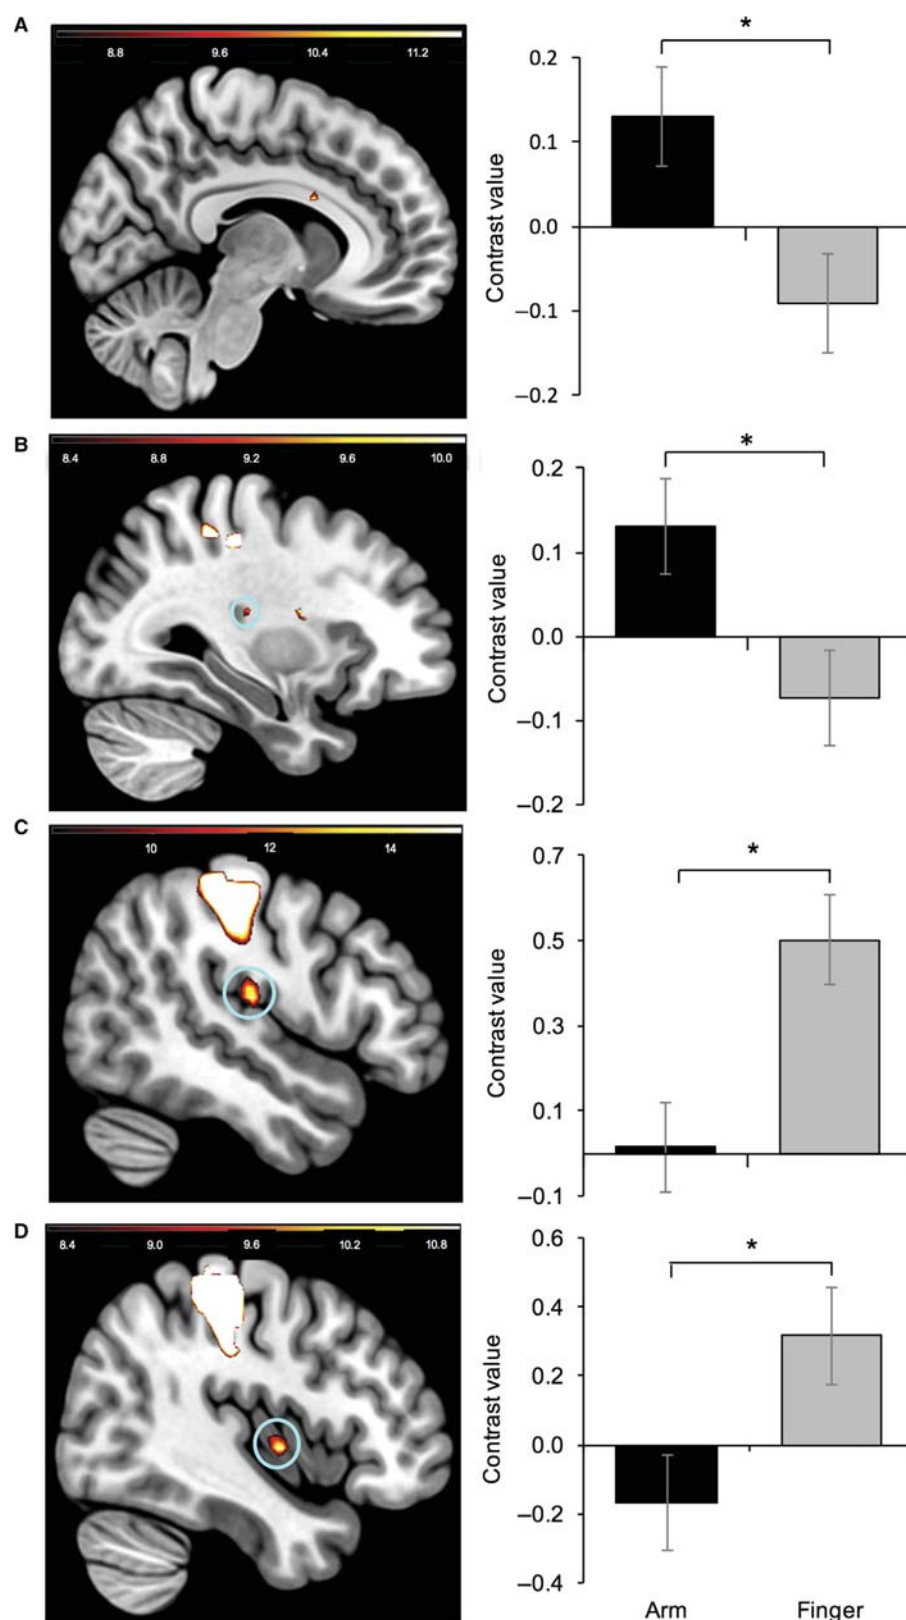 A
8.8 9.6 10.4 11.2
*
0.2
0.1
0.0
–0.1
–0.2
Contrast value
B
8.4 8.8 9.2 9.6 10.0
*
0.2
0.1
0.0
–0.1
–0.2
Contrast value
C
10 12 14
*
0.7
0.5
0.3
0.1
–0.1
Contrast value
D
8.4 9.0 9.6 10.2 10.8
*
0.6
0.4
0.2
0.0
–0.2
–0.4
Contrast value
Arm Finger